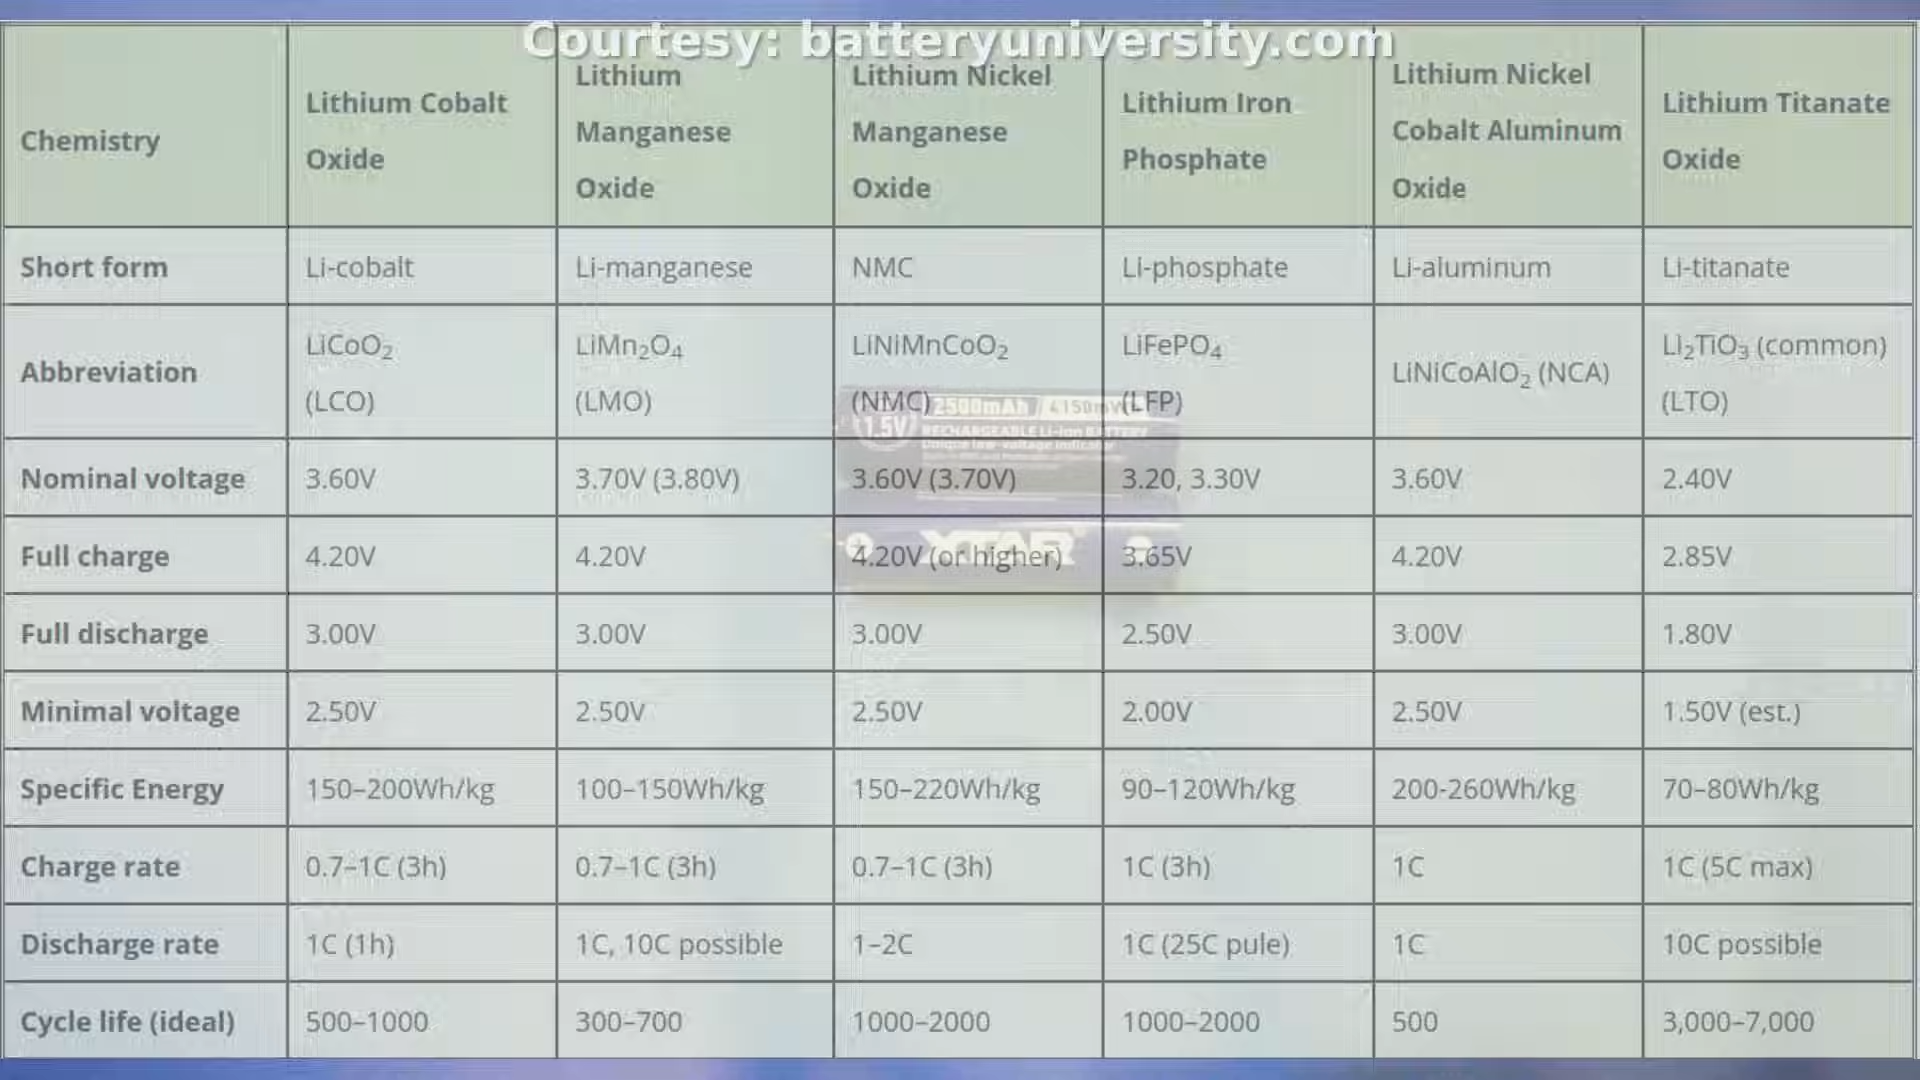 Courtesy: batteryuniversity.com
Chemistry
Lithium Cobalt
Oxide
Lithium
Manganese
Oxide
Lithium Nickel
Manganese
Oxide
Lithium Iron
Phosphate
Lithium Nickel
Cobalt Aluminum
Oxide
Lithium Titanate
Oxide
Short form
Li-cobalt
Li-manganese
NMC
Li-phosphate
Li-aluminum
Li-titanate
Abbreviation
LiCoO₂
(LCO)
LiMn₂O₄
(LMO)
LiNiMnCoO₂
(NMC)
LiFePO₄
(LFP)
LiNiCoAlO₂ (NCA)
Li₂TiO₃ (common)
(LTO)
Nominal voltage
3.60V
3.70V (3.80V)
3.60V (3.70V)
3.20, 3.30V
3.60V
2.40V
Full charge
4.20V
4.20V
4.20V (or higher)
3.65V
4.20V
2.85V
Full discharge
3.00V
3.00V
3.00V
2.50V
3.00V
1.80V
Minimal voltage
2.50V
2.50V
2.50V
2.00V
2.50V
1.50V (est.)
Specific Energy
150–200Wh/kg
100–150Wh/kg
150–220Wh/kg
90–120Wh/kg
200-260Wh/kg
70–80Wh/kg
Charge rate
0.7–1C (3h)
0.7–1C (3h)
0.7–1C (3h)
1C (3h)
1C
1C (5C max)
Discharge rate
1C (1h)
1C, 10C possible
1–2C
1C (25C pule)
1C
10C possible
Cycle life (ideal)
500–1000
300–700
1000–2000
1000–2000
500
3,000–7,000
2500mAh
1.5V
RECHARGEABLE Li-ion BATTERY
XTAR